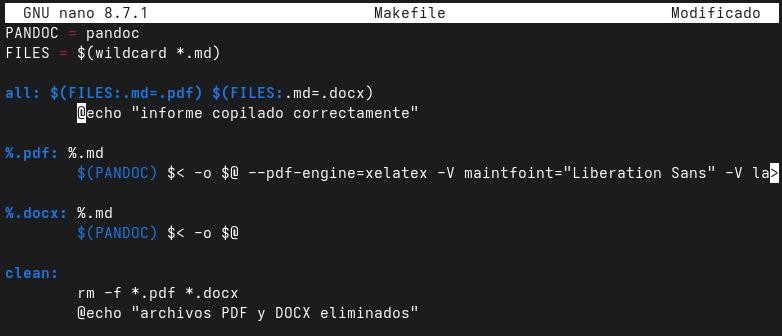 GNU nano 8.7.1 Makefile Modificado
PANDOC = pandoc
FILES = $(wildcard *.md)
all: $(FILES:.md=.pdf) $(FILES:.md=.docx)
@echo "informe copilado correctamente"
%.pdf: %.md
$(PANDOC) $< -o $@ --pdf-engine=xelatex -V maintfoint="Liberation Sans" -V la>
%.docx: %.md
$(PANDOC) $< -o $@
clean:
rm -f *.pdf *.docx
@echo "archivos PDF y DOCX eliminados"